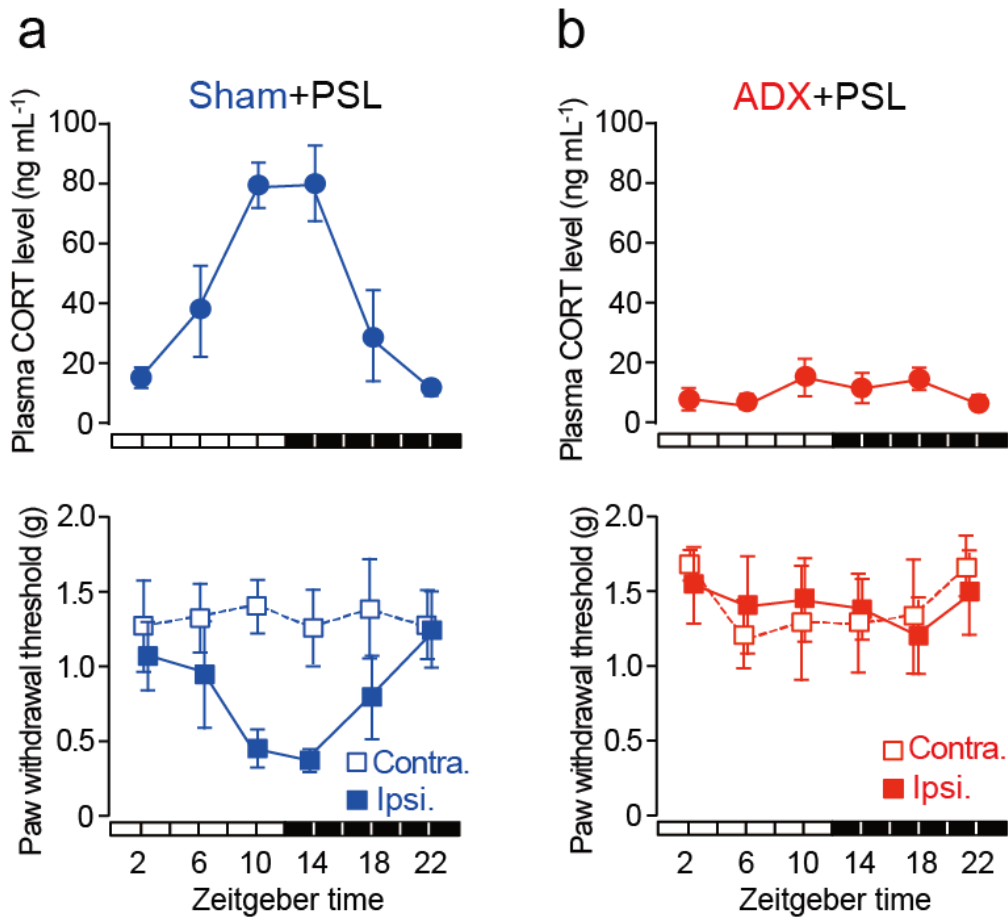 a
Sham+PSL
Plasma CORT level (ng mL⁻¹)
100
80
60
40
20
0
Paw withdrawal threshold (g)
2.0
1.5
1.0
0.5
0
Contra.
Ipsi.
2 6 10 14 18 22
Zeitgeber time
b
ADX+PSL
Plasma CORT level (ng mL⁻¹)
100
80
60
40
20
0
Paw withdrawal threshold (g)
2.0
1.5
1.0
0.5
0
Contra.
Ipsi.
2 6 10 14 18 22
Zeitgeber time